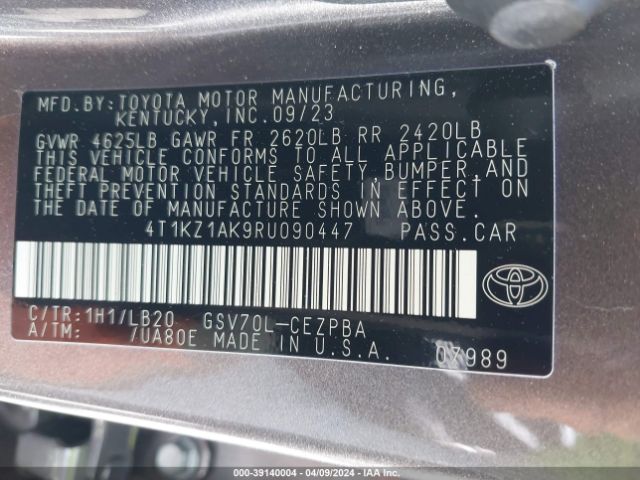 MFD.BY:TOYOTA MOTOR MANUFACTURING,
KENTUCKY,INC.09/23
GVWR 4625LB GAWR FR 2620LB RR 2420LB
THIS VEHICLE CONFORMS TO ALL APPLICABLE
FEDERAL MOTOR VEHICLE SAFETY,BUMPER,AND
THEFT PREVENTION STANDARDS IN EFFECT ON
THE DATE OF MANUFACTURE SHOWN ABOVE.
4T1KZ1AK9RU090447 PASS.CAR
C/TR:1H1/LB20 GSV70L-CEZPBA
A/TM: /UA80E MADE IN U.S.A. 07989
000-39140004 | 04/09/2024 | IAA Inc.